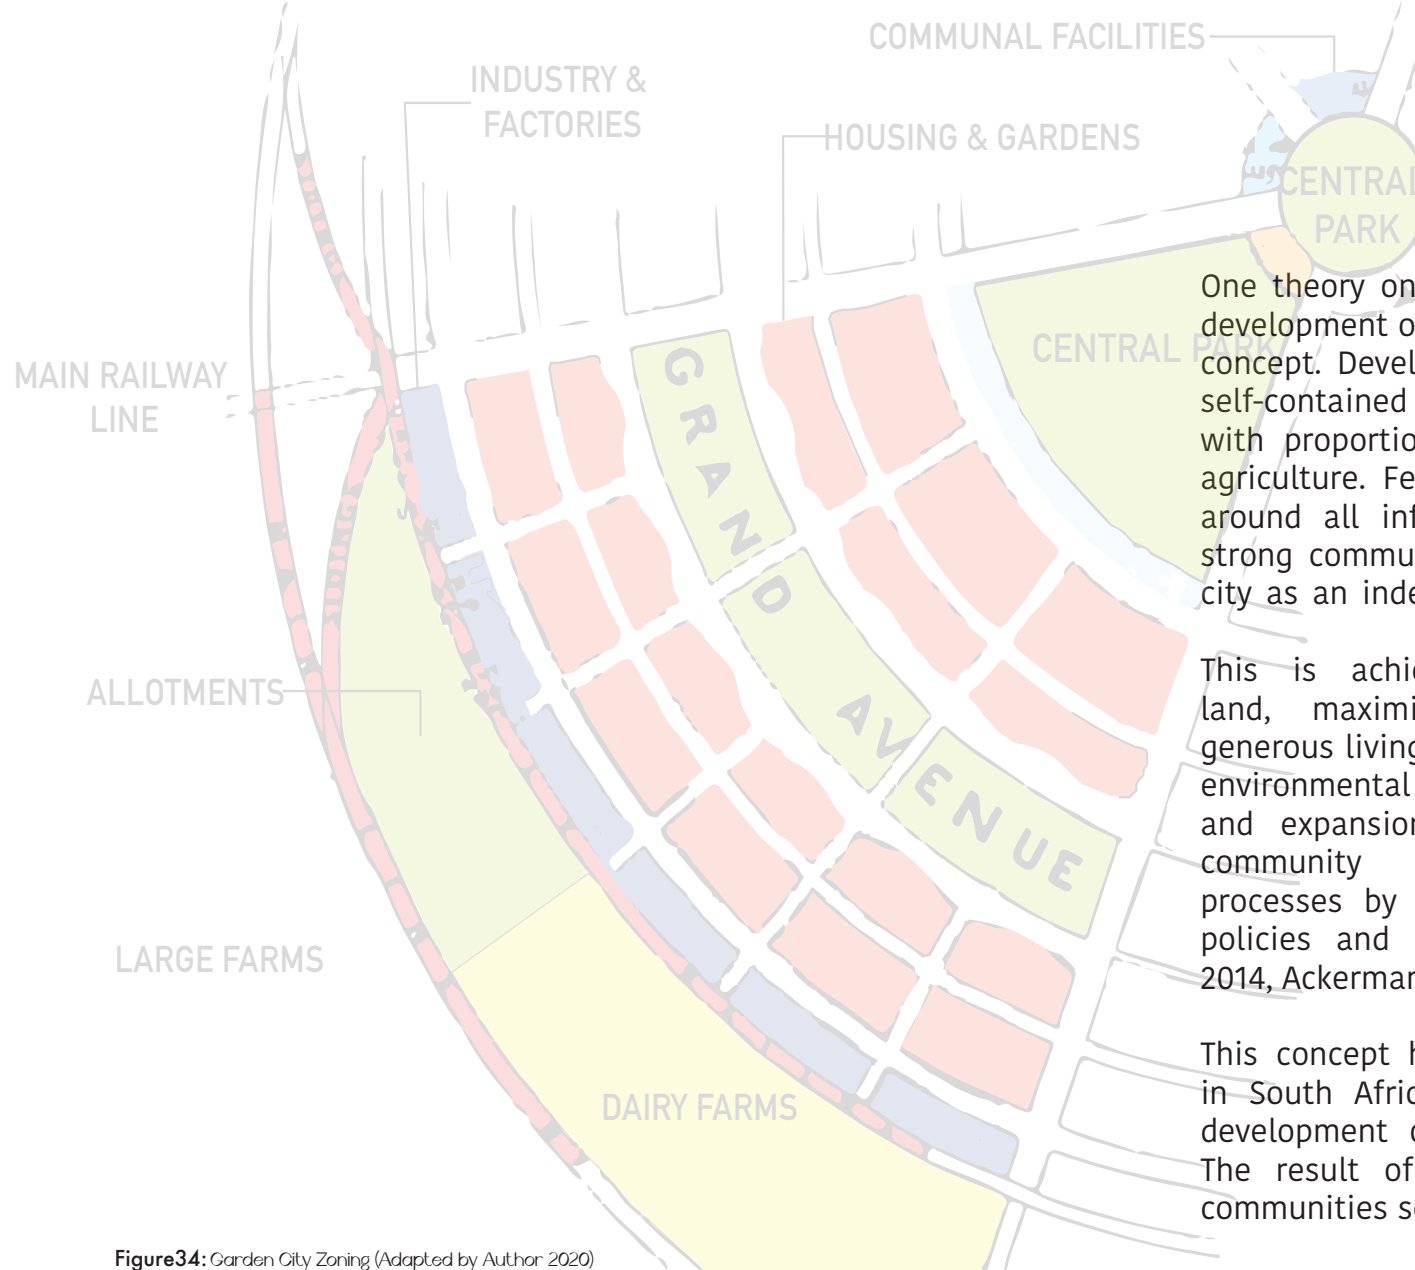 COMMUNAL FACILITIES
INDUSTRY &
FACTORIES
HOUSING & GARDENS
CENTRAL
PARK
MAIN RAILWAY
LINE
CENTRAL PARK
GRAND AVENUE
ALLOTMENTS
LARGE FARMS
DAIRY FARMS
One theory on
development o
concept. Devel
self-contained
with proportio
agriculture. Fe
around all inf
strong commu
city as an inde
This is achie
land, maximi
generous living
environmental
and expansion
community
processes by
policies and
2014, Ackerman
This concept h
in South Afric
development o
The result of
communities se
Figure34: Garden City Zoning (Adapted by Author 2020)